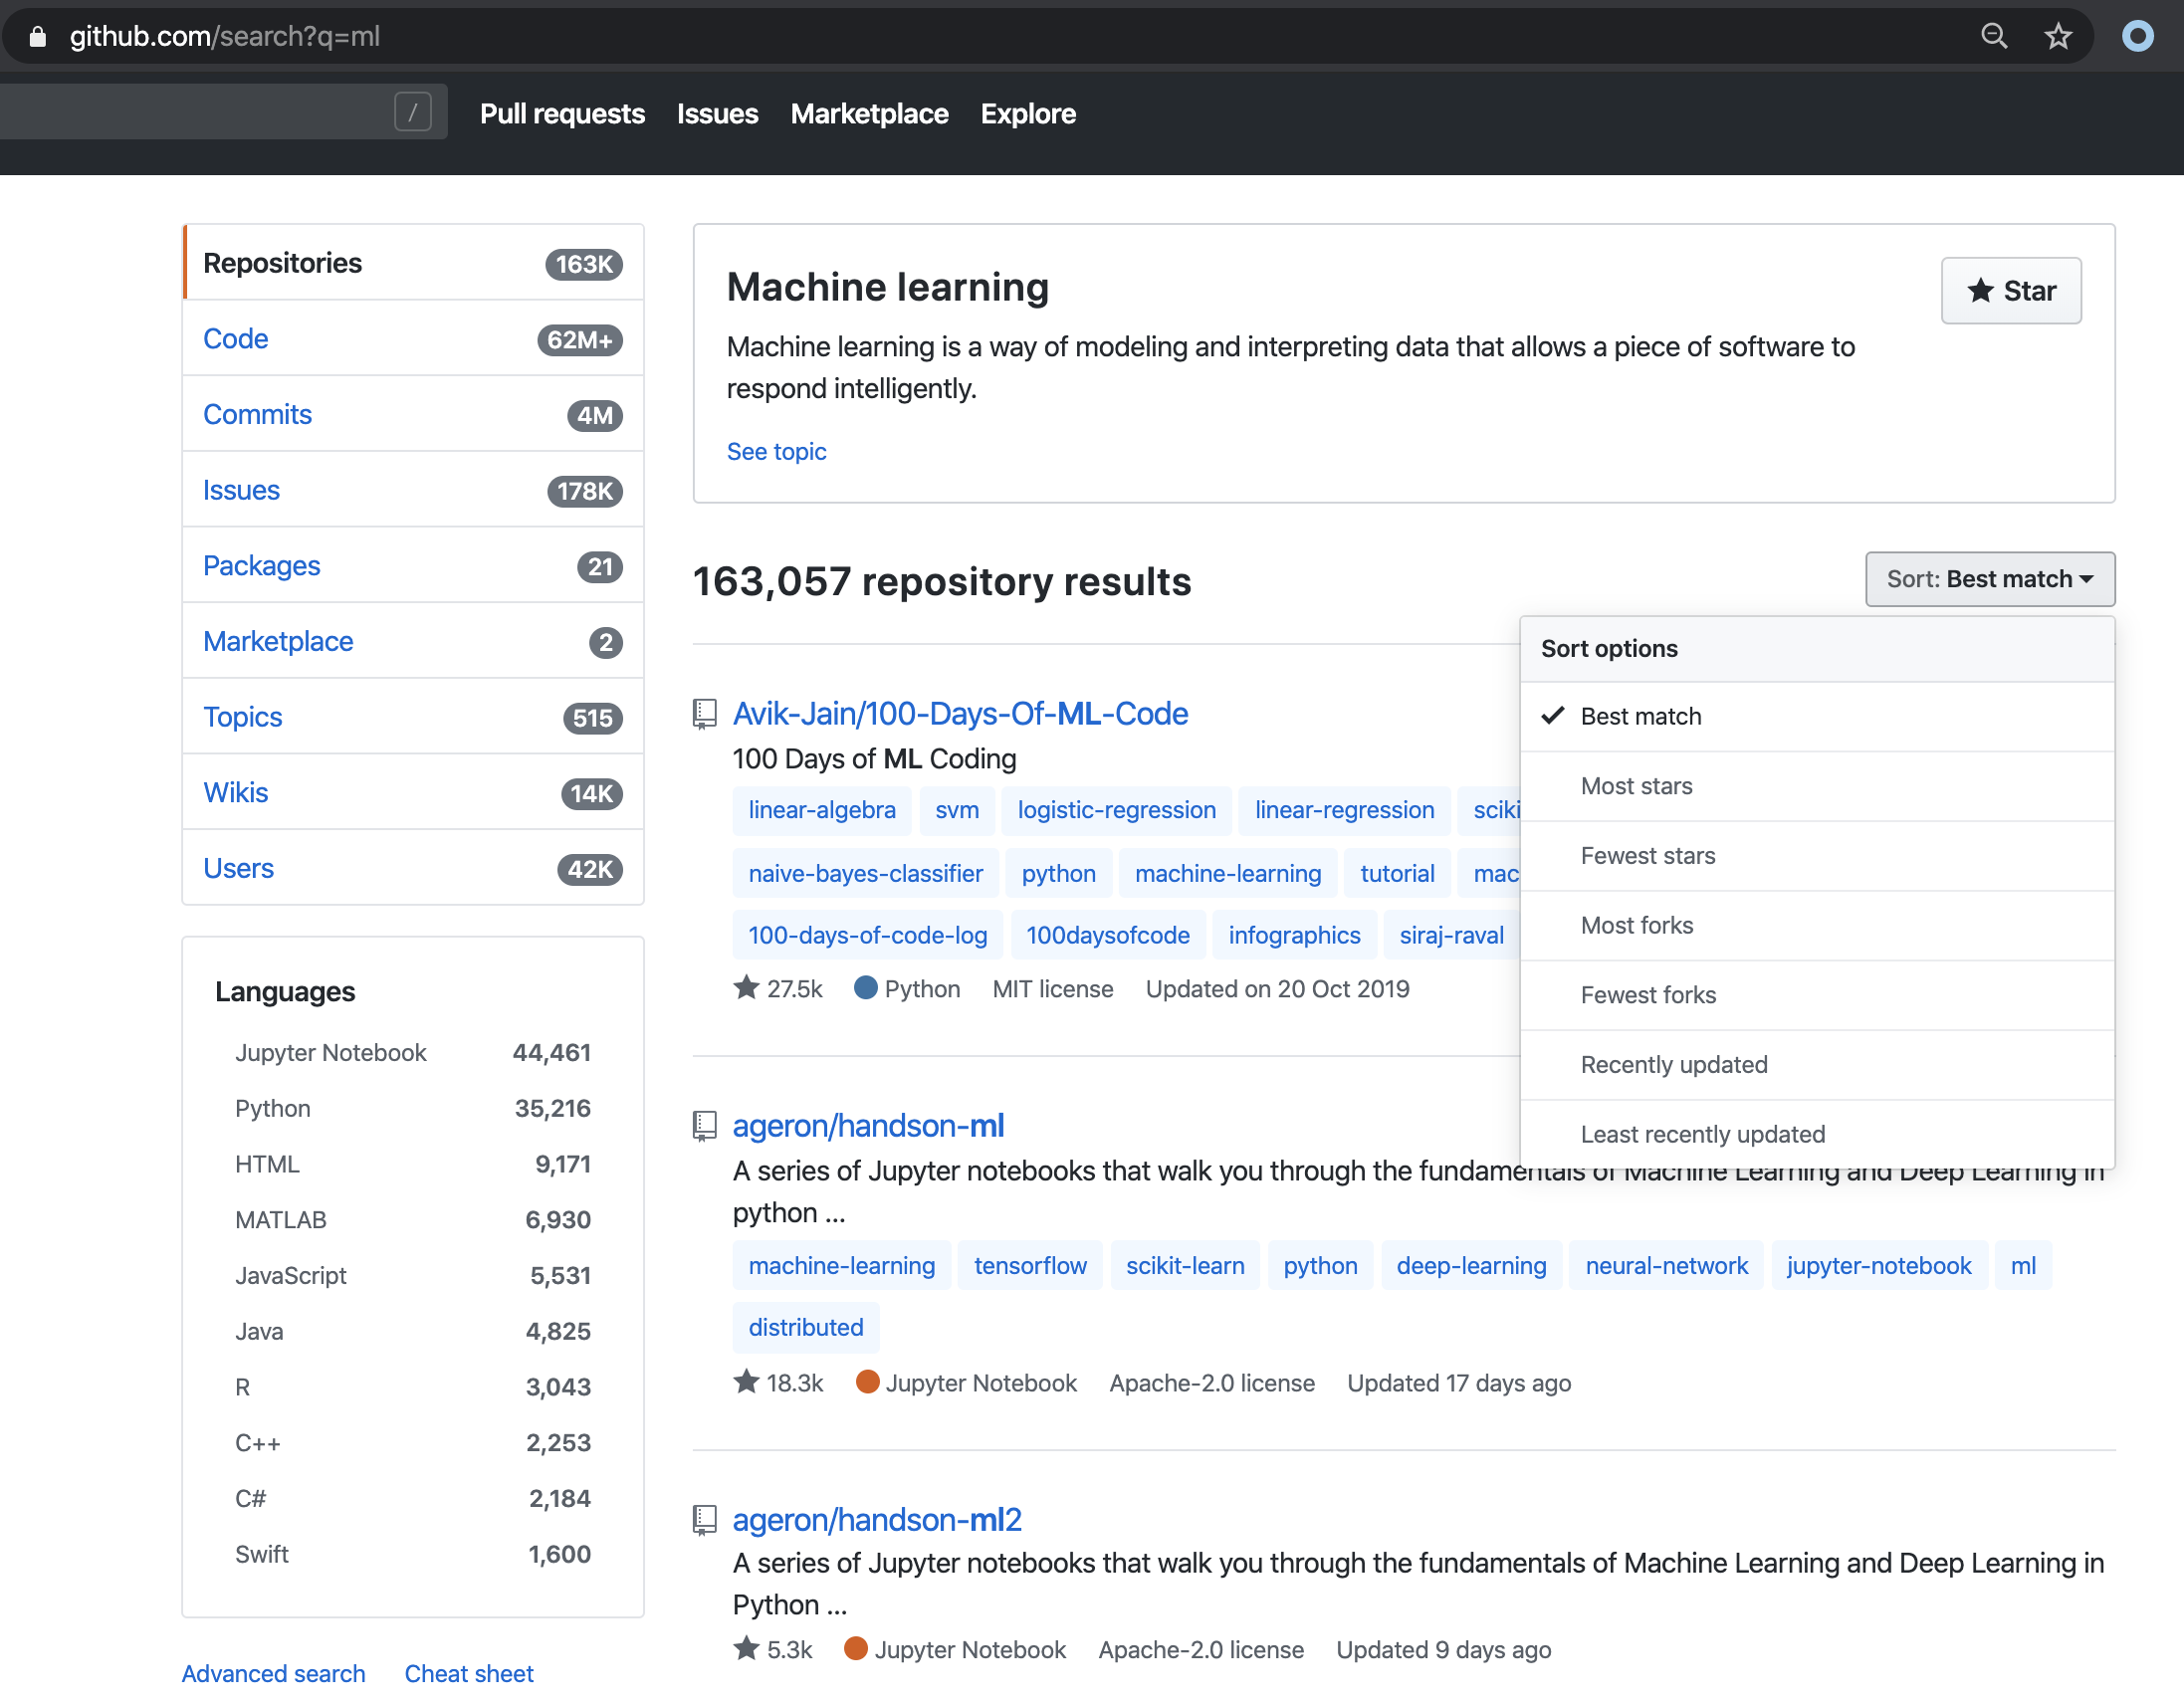 github.com/search?q=ml
/
Pull requests Issues Marketplace Explore
Repositories 163K
Code 62M+
Commits 4M
Issues 178K
Packages 21
Marketplace 2
Topics 515
Wikis 14K
Users 42K
Languages
Jupyter Notebook 44,461
Python 35,216
HTML 9,171
MATLAB 6,930
JavaScript 5,531
Java 4,825
R 3,043
C++ 2,253
C# 2,184
Swift 1,600
Advanced search Cheat sheet
Machine learning
Star
Machine learning is a way of modeling and interpreting data that allows a piece of software to
respond intelligently.
See topic
163,057 repository results
Sort: Best match
Sort options
Best match
Most stars
Fewest stars
Most forks
Fewest forks
Recently updated
Least recently updated
Avik-Jain/100-Days-Of-ML-Code
100 Days of ML Coding
linear-algebra svm logistic-regression linear-regression sciki
naive-bayes-classifier python machine-learning tutorial mac
100-days-of-code-log 100daysofcode infographics siraj-raval
27.5k Python MIT license Updated on 20 Oct 2019
ageron/handson-ml
A series of Jupyter notebooks that walk you through the fundamentals of Machine Learning and Deep Learning in
python ...
machine-learning tensorflow scikit-learn python deep-learning neural-network jupyter-notebook ml
distributed
18.3k Jupyter Notebook Apache-2.0 license Updated 17 days ago
ageron/handson-ml2
A series of Jupyter notebooks that walk you through the fundamentals of Machine Learning and Deep Learning in
Python ...
5.3k Jupyter Notebook Apache-2.0 license Updated 9 days ago